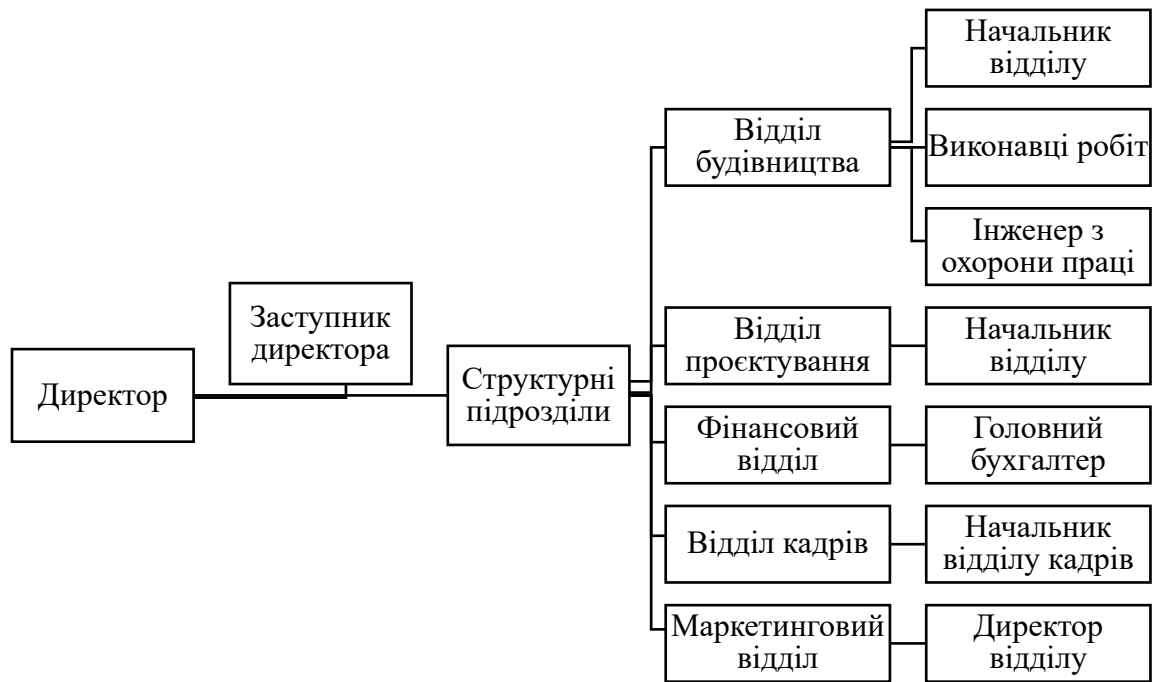 Директор
Заступник
директора
Структурні
підрозділи
Відділ
будівництва
Начальник
відділу
Виконавці робіт
Інженер з
охорони праці
Відділ
проєктування
Начальник
відділу
Фінансовий
відділ
Головний
бухгалтер
Відділ кадрів
Начальник
відділу кадрів
Маркетинговий
відділ
Директор
відділу